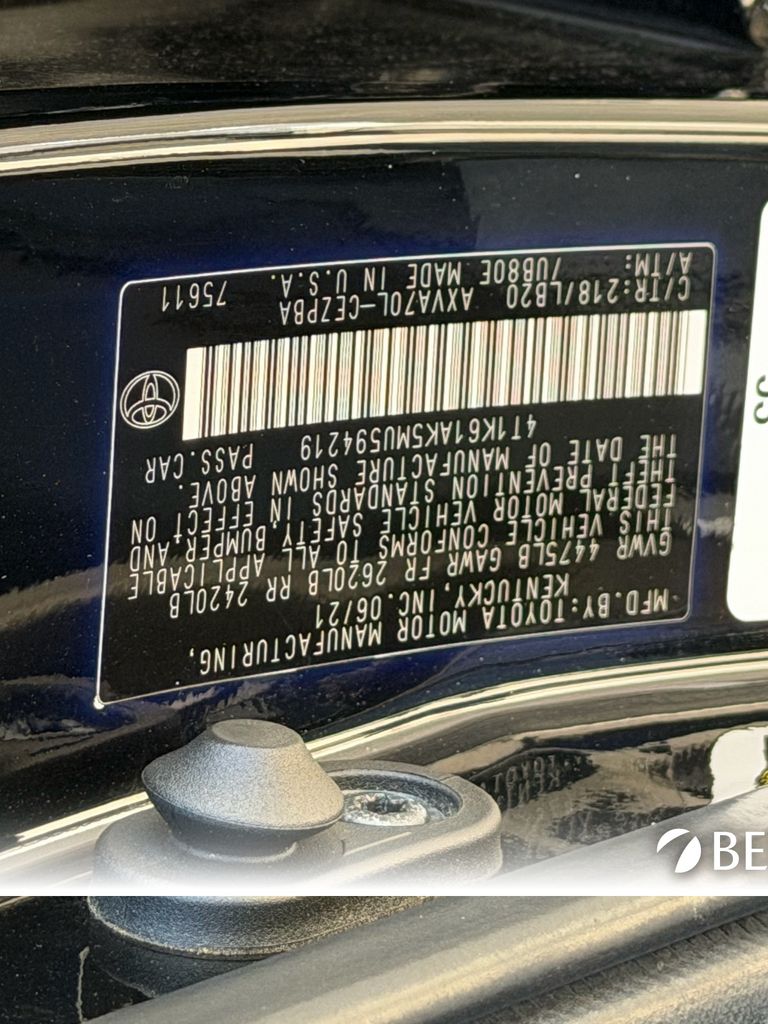 MFD.BY:TOYOTA MOTOR MANUFACTURING,
KENTUCKY, INC. 06/21
GVWR 4475LB GAWR FR 2620LB RR 2420LB
THIS VEHICLE CONFORMS TO ALL APPLICABLE
FEDERAL MOTOR VEHICLE SAFETY, BUMPER AND
THEFT PREVENTION STANDARDS IN EFFECT ON
THE DATE OF MANUFACTURE SHOWN ABOVE.
4T1K61AK5MU594219 PASS.CAR
C/TR:218/LB20 AXVA70L-CEZPBA 75611
A/TM: /UB80E MADE IN U.S.A.
BE